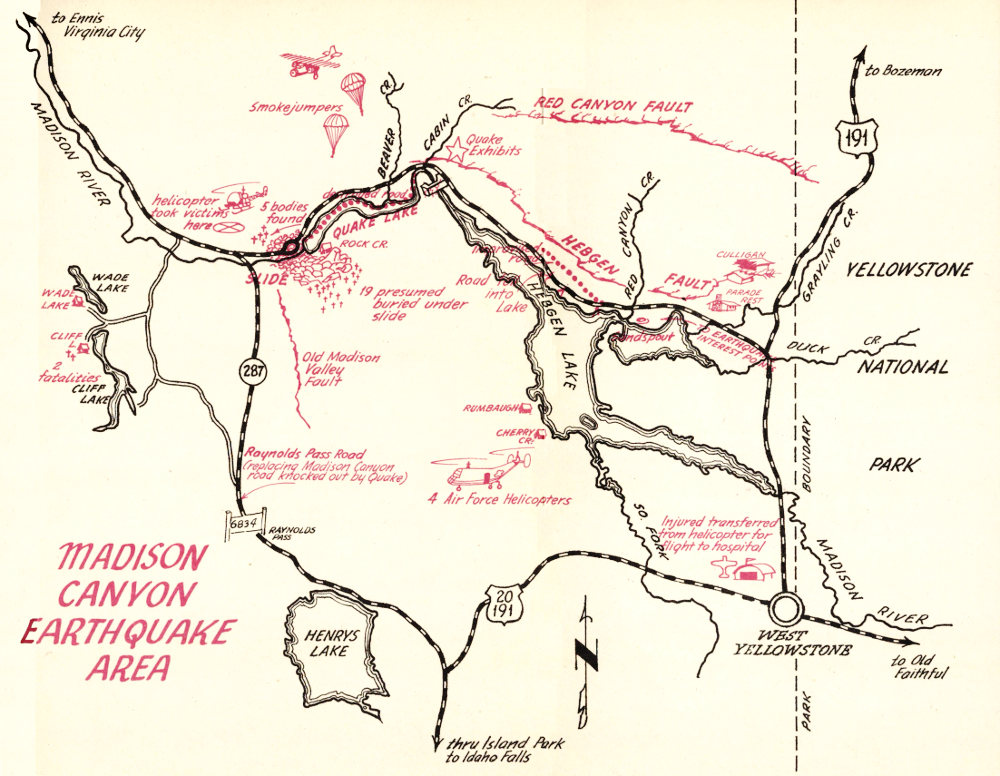 to Ennis
Virginia City
to Bozeman
191
Smokejumpers
BEAVER
CR.
CABIN
CR.
RED CANYON FAULT
Quake
Exhibits
MADISON RIVER
helicopter
took victims
here
5 bodies
found
QUAKE LAKE
ROCK CR.
SLIDE
19 presumed
buried under
slide
HEBGEN
FAULT
RED CANYON
CR.
CULLIGAN
PARADE
REST
GRAYLING CR.
YELLOWSTONE
NATIONAL
PARK
WADE
LAKE
WADE
LAKE
CLIFF
L.
2
fatalities
CLIFF
LAKE
Road
into
Lake
HEBGEN LAKE
TO EARTHQUAKE
INTEREST POINTS
DUCK
CR.
Old Madison
Valley
Fault
287
RUMBAUGH
CHERRY
CR.
4 Air Force Helicopters
Raynolds Pass Road
(replacing Madison Canyon
road knocked out by Quake)
6834
RAYNOLDS
PASS
SO. FORK
Injured transferred
from helicopter for
flight to hospital
BOUNDARY
PARK
MADISON
RIVER
MADISON
CANYON
EARTHQUAKE
AREA
HENRYS
LAKE
20
191
N
WEST
YELLOWSTONE
to Old
Faithful
thru Island Park
to Idaho Falls